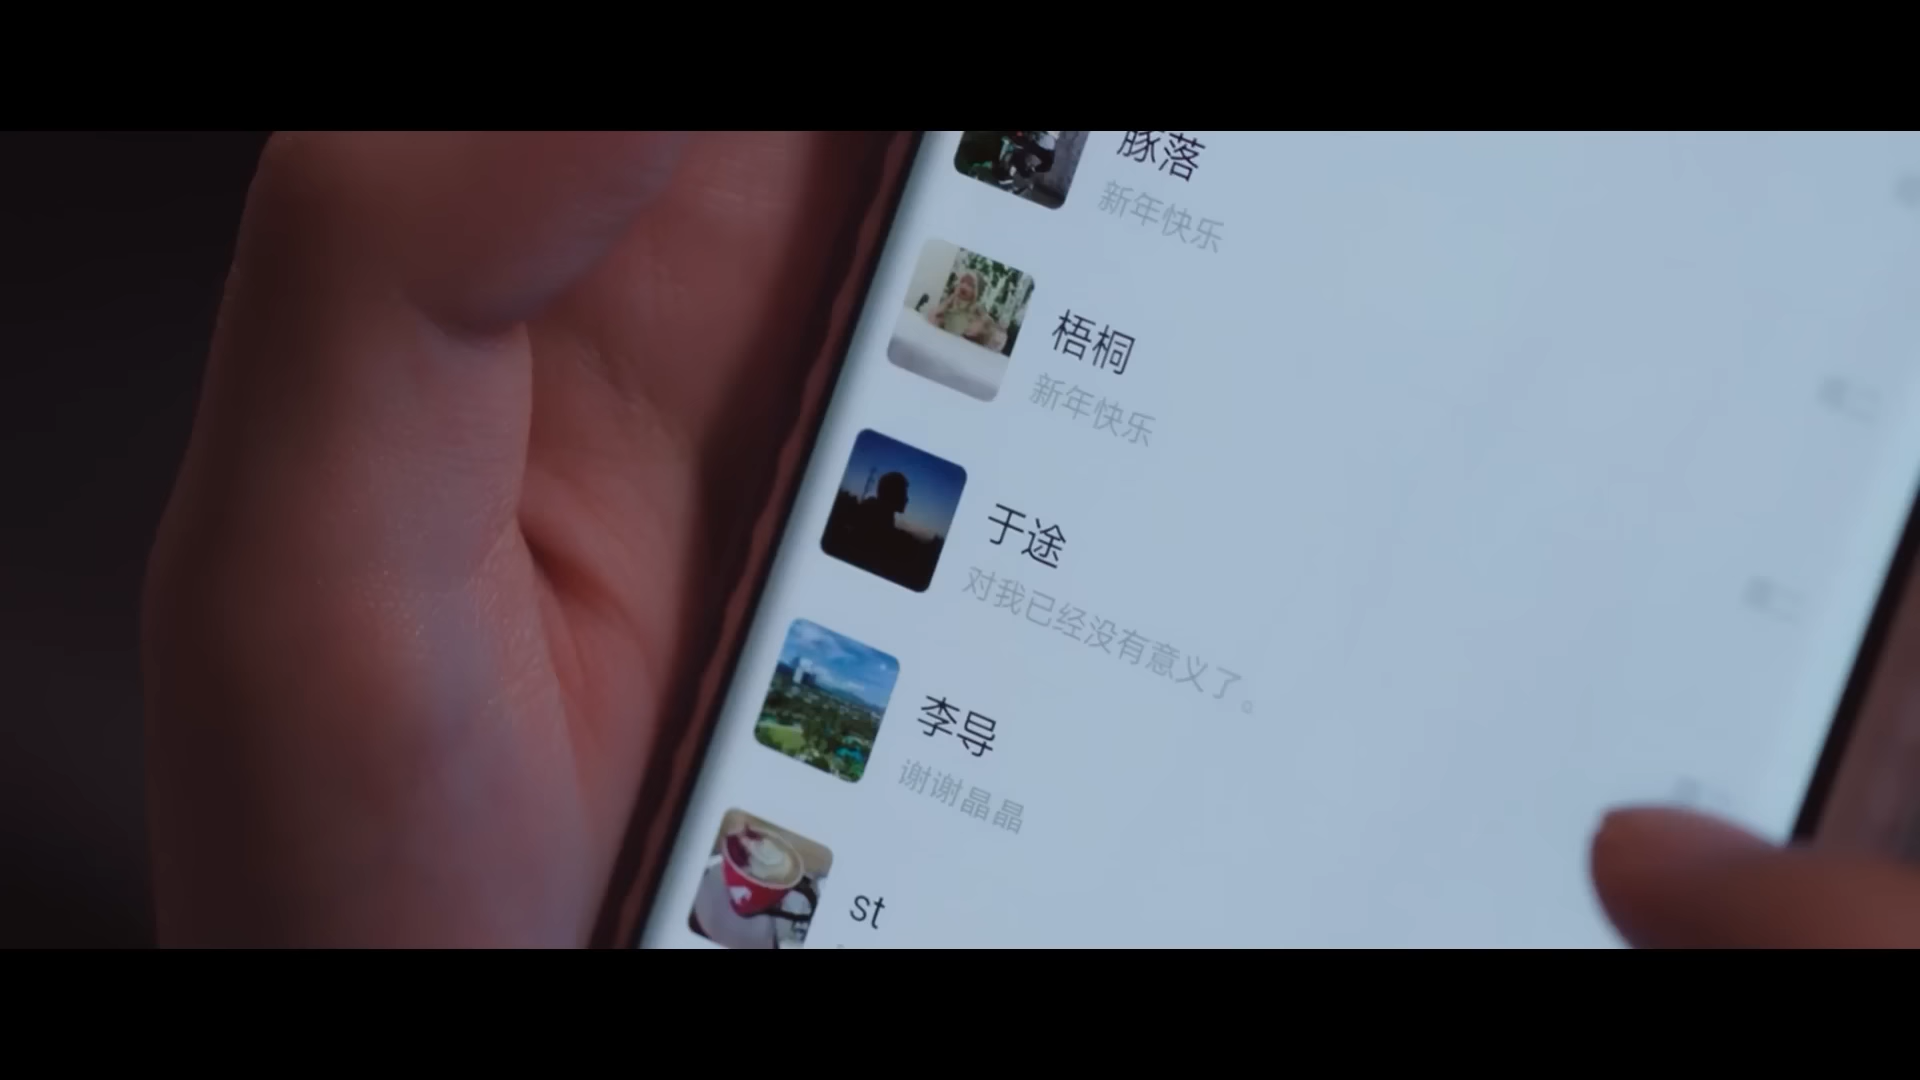 豚落
新年快乐
梧桐
新年快乐
于途
对我已经没有意义了。
李导
谢谢晶晶
st